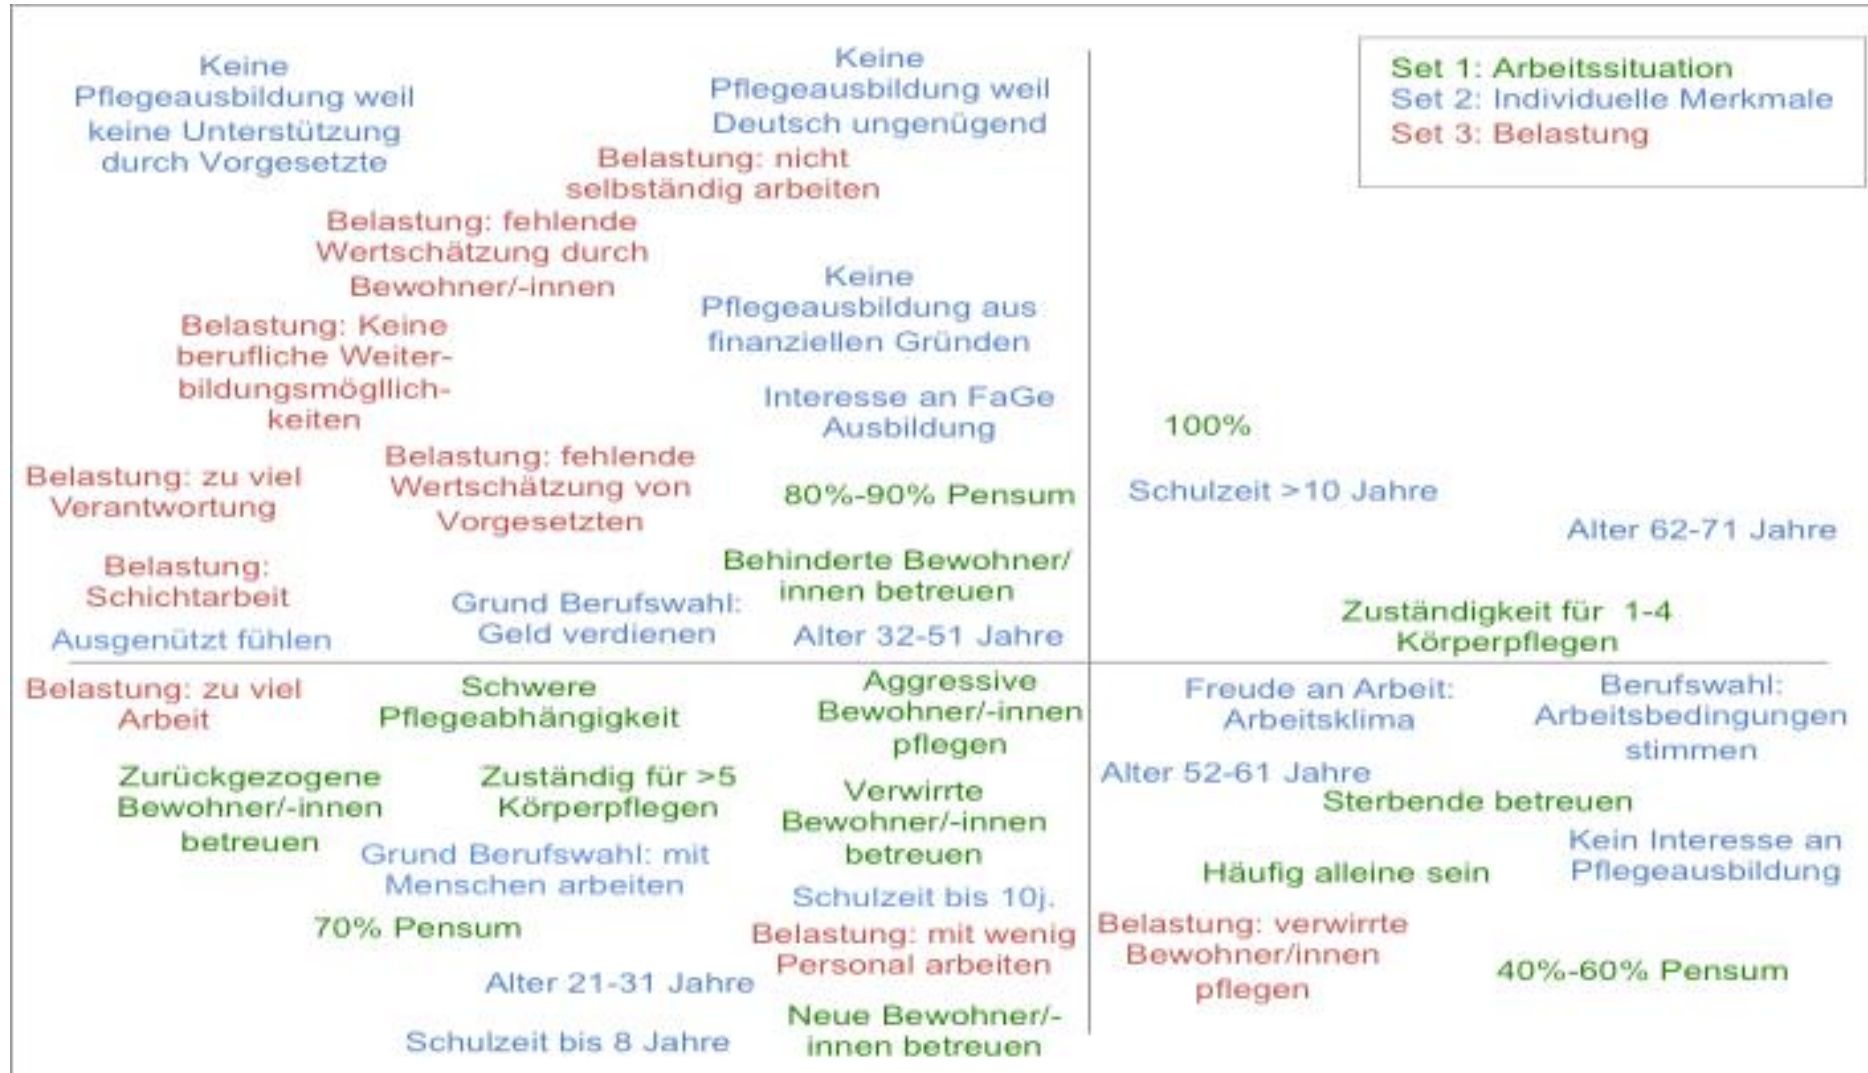 Keine
Pflegeausbildung weil
keine Unterstützung
durch Vorgesetzte
Keine
Pflegeausbildung weil
Deutsch ungenügend
Set 1: Arbeitssituation
Set 2: Individuelle Merkmale
Set 3: Belastung
Belastung: nicht
selbständig arbeiten
Belastung: fehlende
Wertschätzung durch
Bewohner/-innen
Keine
Pflegeausbildung aus
finanziellen Gründen
Belastung: Keine
berufliche Weiter-
bildungsmögllich-
keiten
Interesse an FaGe
Ausbildung
100%
Belastung: zu viel
Verantwortung
Belastung: fehlende
Wertschätzung von
Vorgesetzten
80%-90% Pensum
Schulzeit >10 Jahre
Alter 62-71 Jahre
Belastung:
Schichtarbeit
Behinderte Bewohner/
innen betreuen
Grund Berufswahl:
Geld verdienen
Zuständigkeit für 1-4
Körperpflegen
Ausgenützt fühlen
Alter 32-51 Jahre
Belastung: zu viel
Arbeit
Schwere
Pflegeabhängigkeit
Aggressive
Bewohner/-innen
pflegen
Freude an Arbeit:
Arbeitsklima
Berufswahl:
Arbeitsbedingungen
stimmen
Zurückgezogene
Bewohner/-innen
betreuen
Zuständig für >5
Körperpflegen
Verwirrte
Bewohner/-innen
betreuen
Alter 52-61 Jahre
Sterbende betreuen
Grund Berufswahl: mit
Menschen arbeiten
Häufig alleine sein
Kein Interesse an
Pflegeausbildung
Schulzeit bis 10j.
70% Pensum
Belastung: mit wenig
Personal arbeiten
Belastung: verwirrte
Bewohner/innen
pflegen
40%-60% Pensum
Alter 21-31 Jahre
Neue Bewohner/-
innen betreuen
Schulzeit bis 8 Jahre